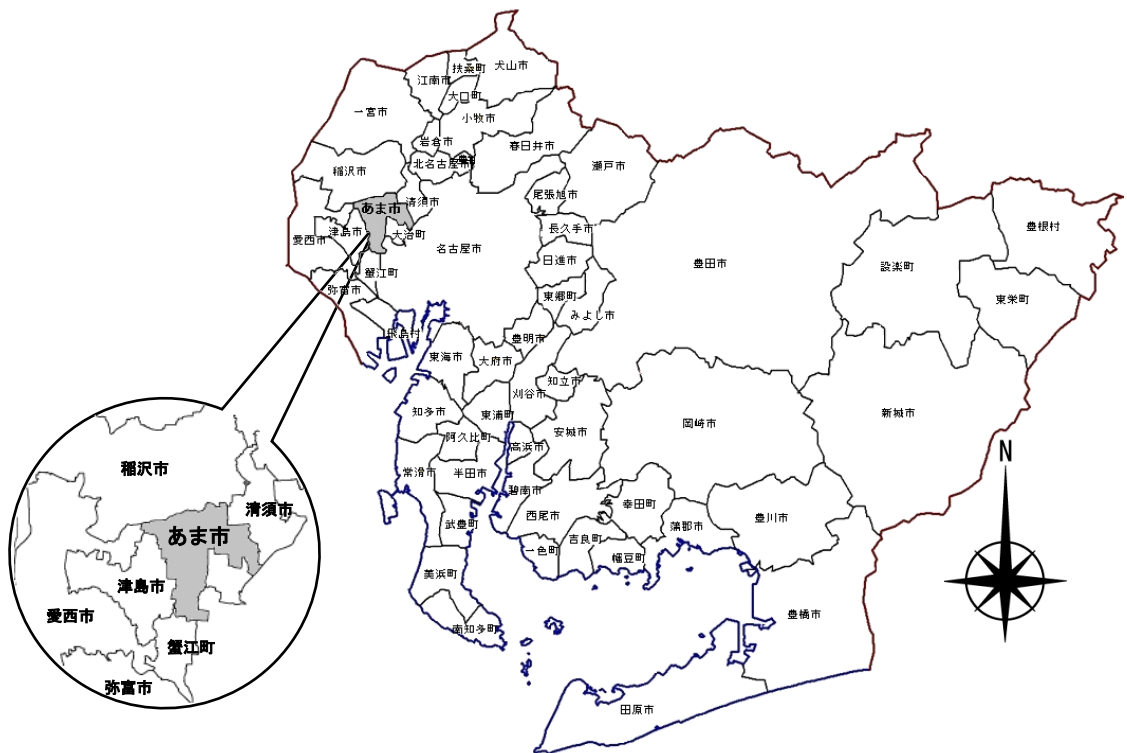 犬山市
扶桑町
江南市
大口町
一宮市
小牧市
岩倉市
春日井市
北名古屋市
瀬戸市
稲沢市
尾張旭市
清須市
あま市
長久手市
津島市
大治町
愛西市
名古屋市
日進市
豊田市
豊根村
設楽町
蟹江町
弥富市
東郷町
東栄町
みよし市
飛島村
豊明市
東海市
大府市
知立市
刈谷市
知多市
東浦町
岡崎市
新城市
安城市
阿久比町
高浜市
常滑市
半田市
碧南市
幸田町
西尾市
豊川市
武豊町
蒲郡市
吉良町
一色町
幡豆町
美浜町
豊橋市
南知多町
田原市
N
稲沢市
清須市
あま市
津島市
愛西市
蟹江町
弥富市